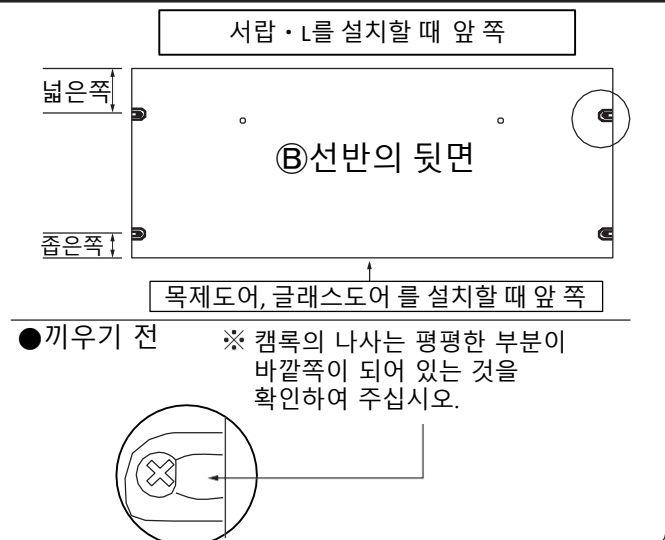 서랍・L를 설치할 때 앞 쪽
넓은쪽
Ⓑ선반의 뒷면
좁은쪽
목제도어, 글래스도어 를 설치할 때 앞 쪽
●끼우기 전
※ 캠록의 나사는 평평한 부분이
바깥쪽이 되어 있는 것을
확인하여 주십시오.